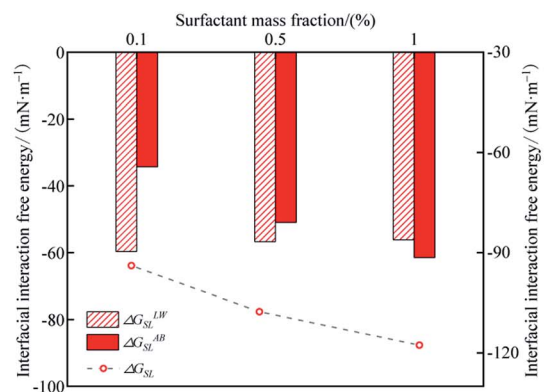 Surfactant mass fraction/(%)
0.1 0.5 1
0
-20
-40
-60
-80
-100
Interfacial interaction free energy/ (mN·m⁻¹)
-30
-60
-90
-120
Interfacial interaction free energy/ (mN·m⁻¹)
ΔG_SL^LW
ΔG_SL^AB
ΔG_SL